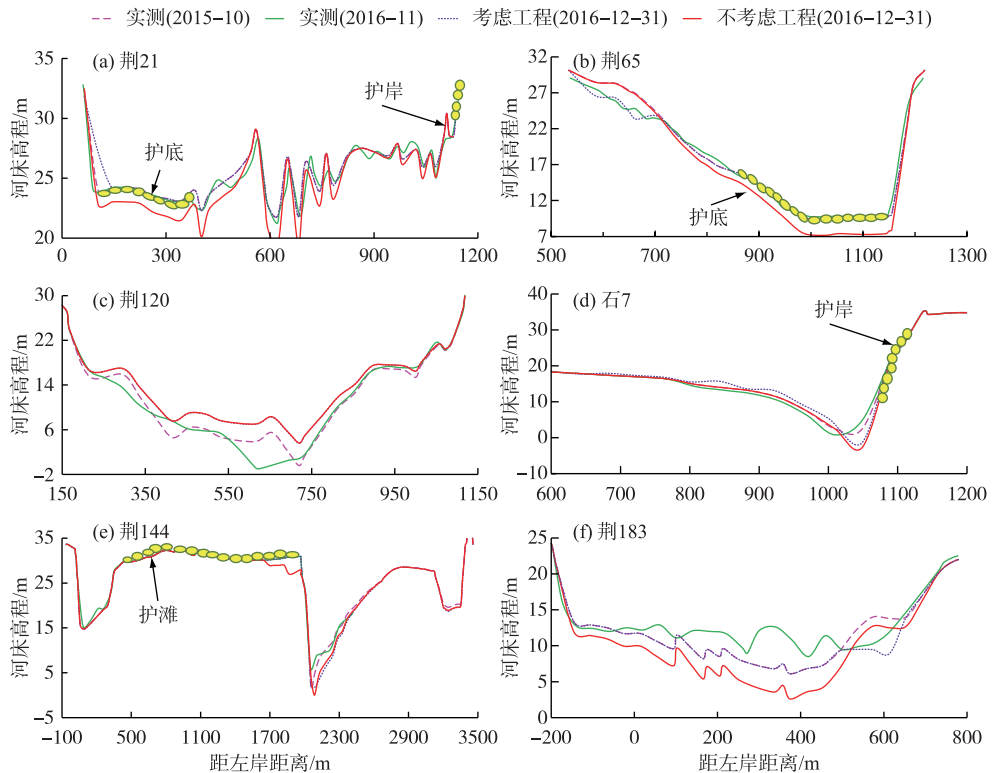 实测(2015-10) 实测(2016-11) 考虑工程(2016-12-31) 不考虑工程(2016-12-31)
(a) 荆21
护岸
护底
河床高程/m
35
30
25
20
0 300 600 900 1200
(b) 荆65
护底
河床高程/m
32
27
22
17
12
7
500 700 900 1100 1300
(c) 荆120
河床高程/m
30
22
14
6
-2
150 350 550 750 950 1150
(d) 石7
护岸
河床高程/m
40
30
20
10
0
-10
600 700 800 900 1000 1100 1200
(e) 荆144
护滩
河床高程/m
35
25
15
5
-5
-100 500 1100 1700 2300 2900 3500
距左岸距离/m
(f) 荆183
河床高程/m
25
20
15
10
5
0
-200 0 200 400 600 800
距左岸距离/m